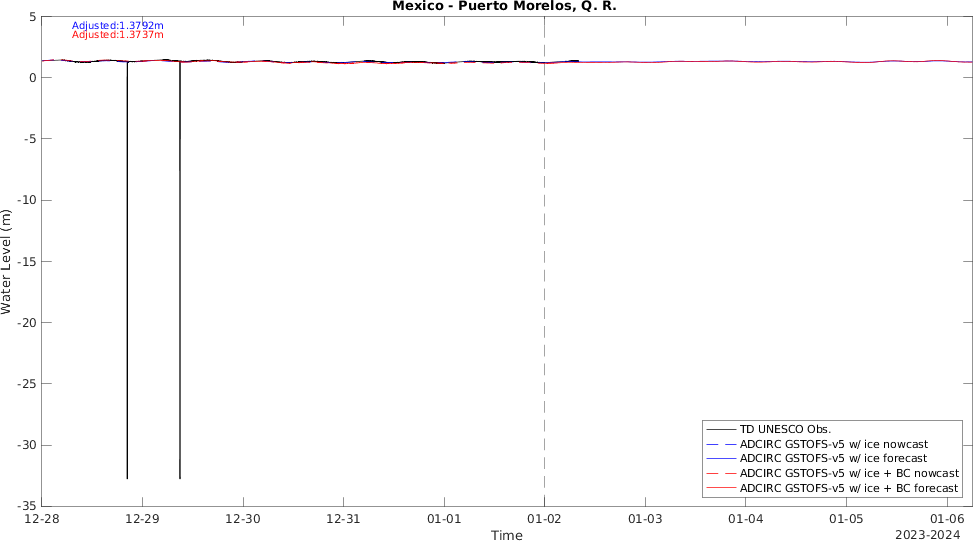 Mexico - Puerto Morelos, Q. R.
Adjusted:1.3792m
Adjusted:1.3737m
5
0
-5
-10
-15
-20
-25
-30
-35
Water Level (m)
TD UNESCO Obs.
ADCIRC GSTOFS-v5 w/ ice nowcast
ADCIRC GSTOFS-v5 w/ ice forecast
ADCIRC GSTOFS-v5 w/ ice + BC nowcast
ADCIRC GSTOFS-v5 w/ ice + BC forecast
12-28 12-29 12-30 12-31 01-01 01-02 01-03 01-04 01-05 01-06
Time
2023-2024